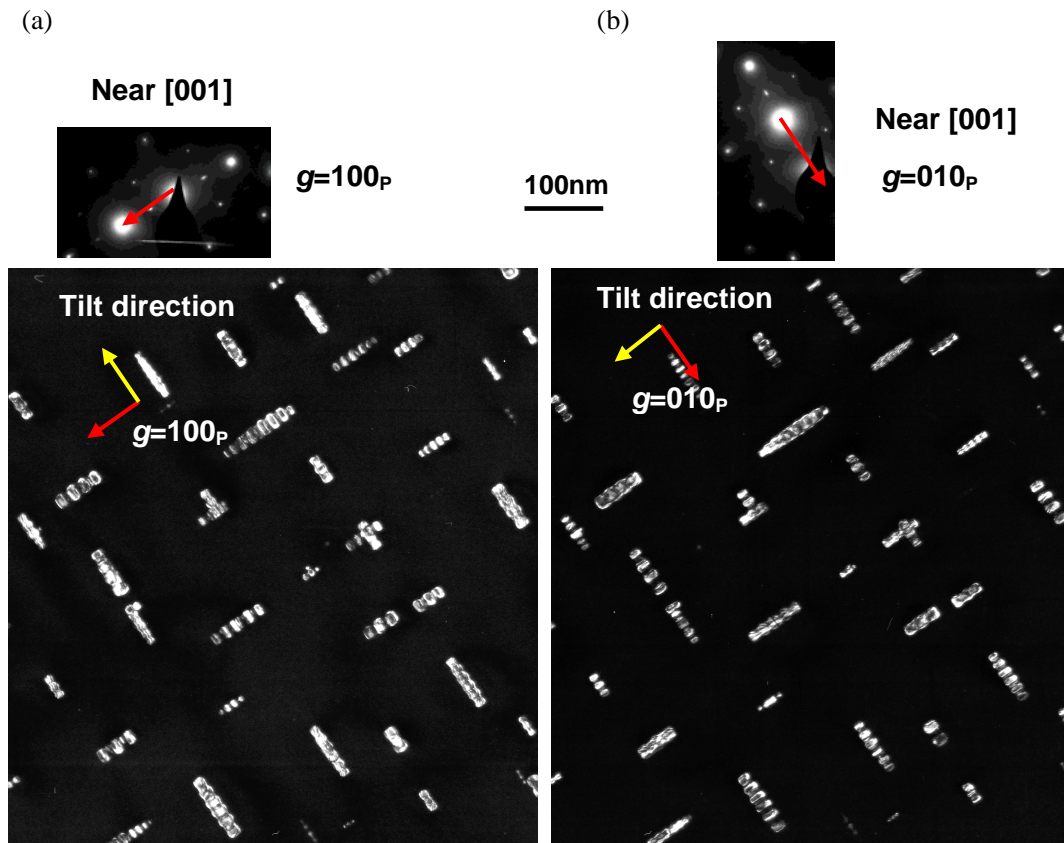 (a)
(b)
Near [001]
g=100P
100nm
Near [001]
g=010P
Tilt direction
g=100P
Tilt direction
g=010P